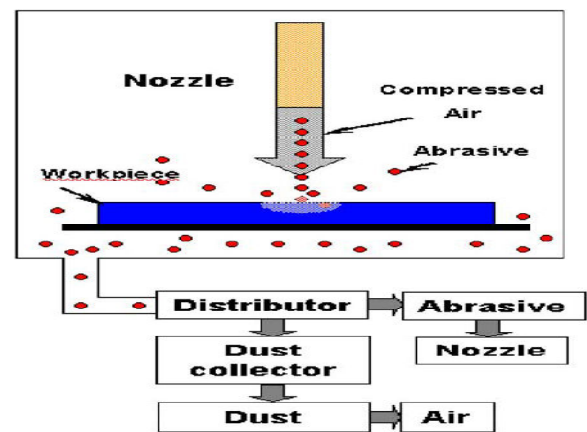 Nozzle
Compressed
Air
Abrasive
Workpiece
Distributor
Abrasive
Dust
collector
Nozzle
Dust
Air